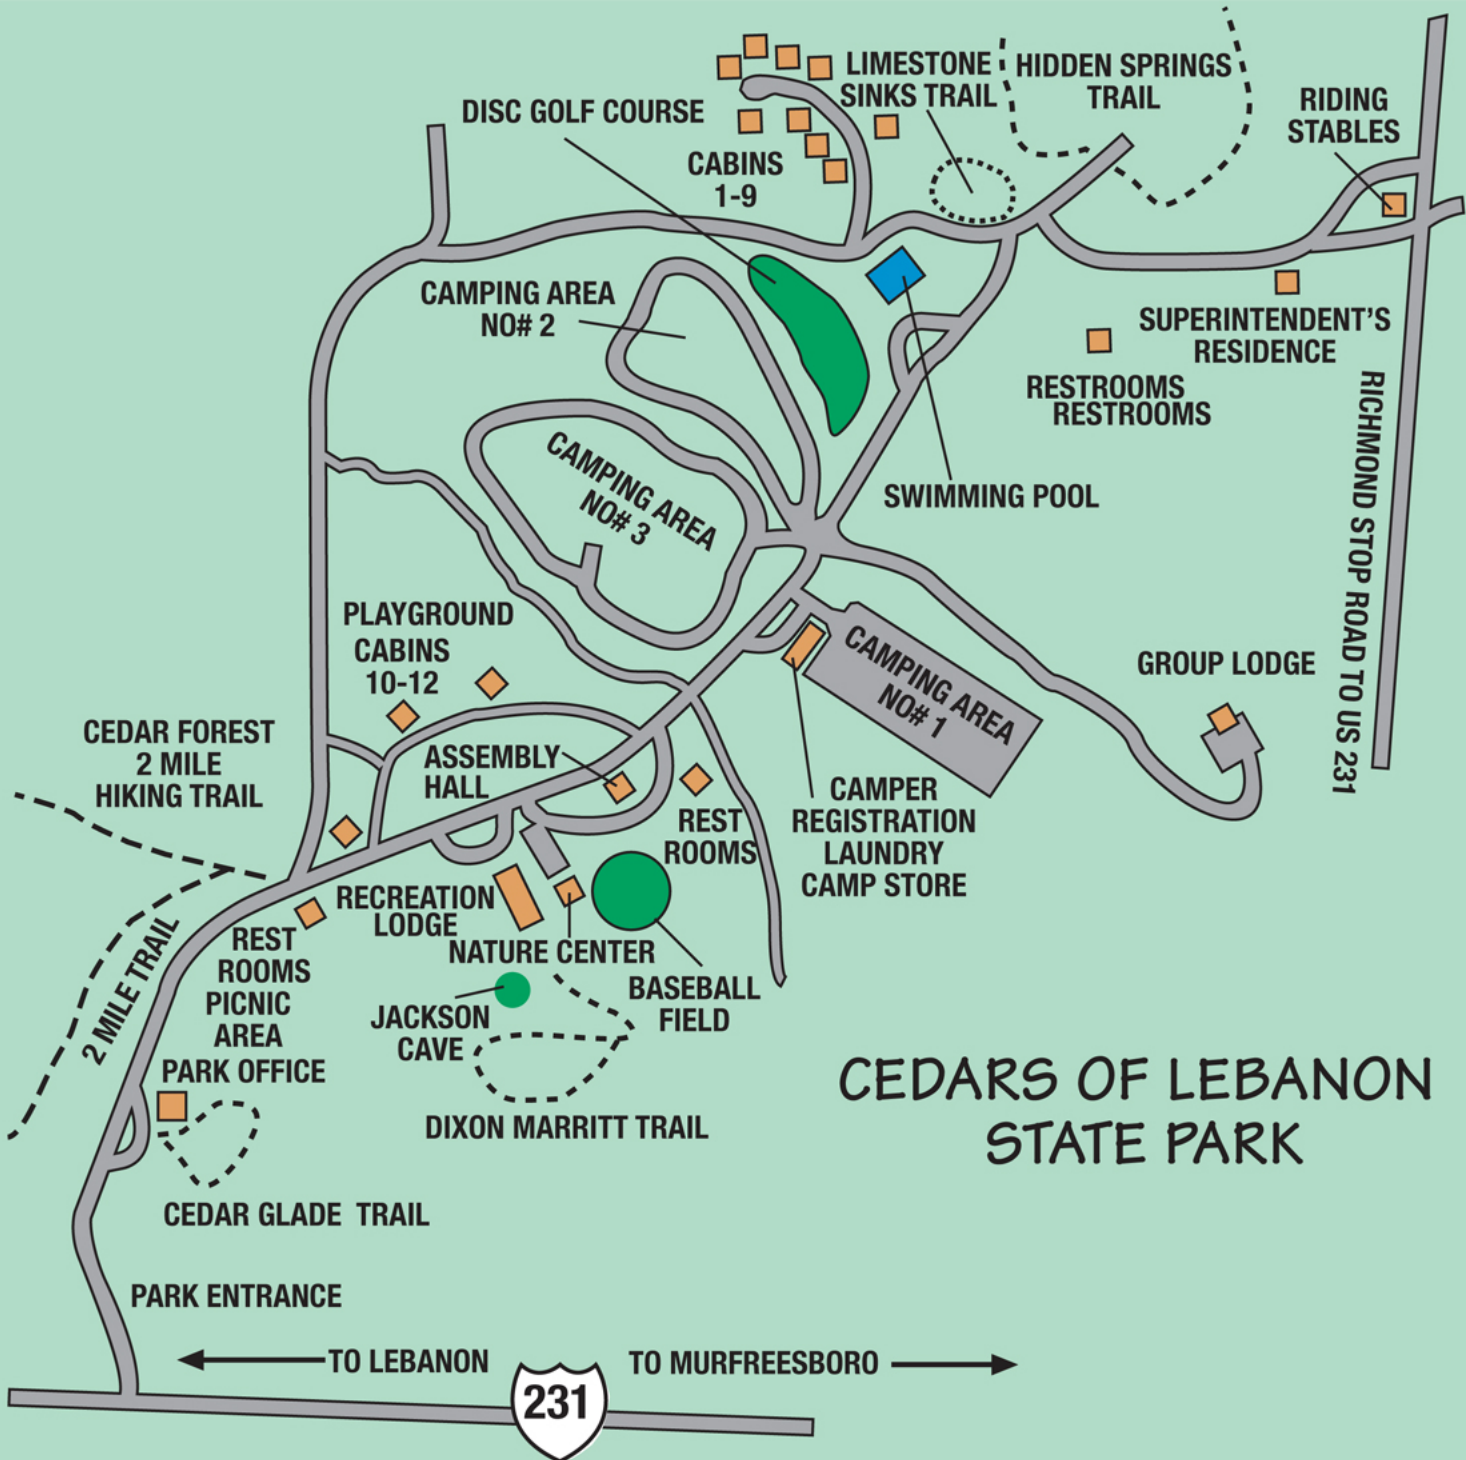 LIMESTONE
SINKS TRAIL
HIDDEN SPRINGS
TRAIL
RIDING
STABLES
DISC GOLF COURSE
CABINS
1-9
CAMPING AREA
NO# 2
SUPERINTENDENT'S
RESIDENCE
RESTROOMS
RESTROOMS
RICHMOND STOP ROAD TO US 231
CAMPING AREA
NO# 3
SWIMMING POOL
PLAYGROUND
CABINS
10-12
CAMPING AREA
NO# 1
GROUP LODGE
CEDAR FOREST
2 MILE
HIKING TRAIL
ASSEMBLY
HALL
CAMPER
REGISTRATION
LAUNDRY
CAMP STORE
REST
ROOMS
RECREATION
LODGE
NATURE CENTER
2 MILE TRAIL
REST
ROOMS
PICNIC
AREA
PARK OFFICE
JACKSON
CAVE
BASEBALL
FIELD
DIXON MARRITT TRAIL
CEDARS OF LEBANON
STATE PARK
CEDAR GLADE TRAIL
PARK ENTRANCE
TO LEBANON
TO MURFREESBORO
231